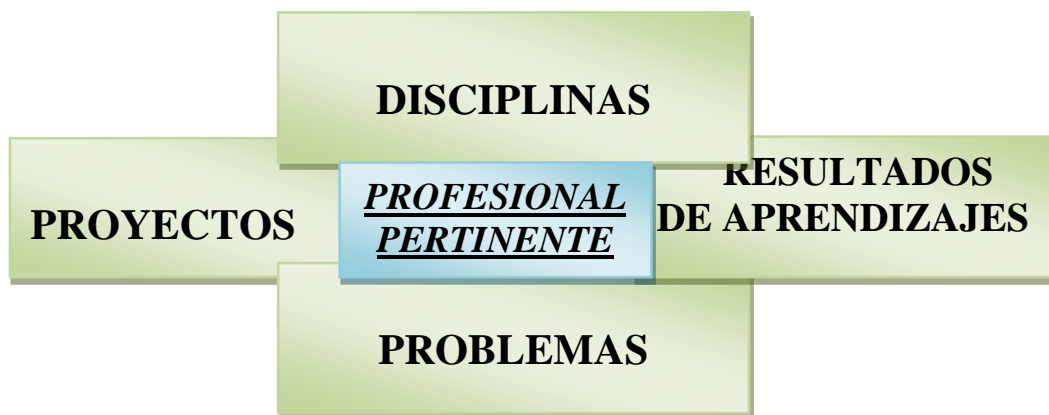 DISCIPLINAS
PROYECTOS
PROFESIONAL
PERTINENTE
RESULTADOS
DE APRENDIZAJES
PROBLEMAS